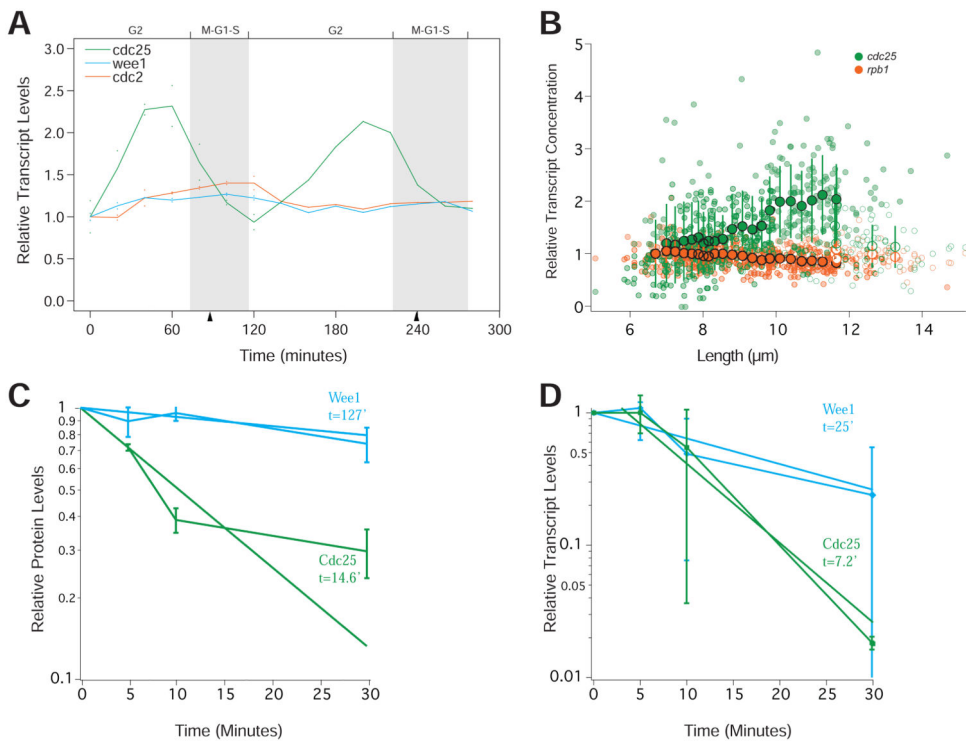 A
G2 M-G1-S G2 M-G1-S
cdc25
wee1
cdc2
Relative Transcript Levels
3.0
2.5
2.0
1.5
1.0
0.5
0.0
0 60 120 180 240 300
Time (minutes)
B
cdc25
rpb1
Relative Transcript Concentration
5
4
3
2
1
0
6 8 10 12 14
Length (μm)
C
Wee1
t=127'
Cdc25
t=14.6'
Relative Protein Levels
1
0.9
0.8
0.7
0.5
0.4
0.3
0.2
0.1
0 5 10 15 20 25 30
Time (Minutes)
D
Wee1
t=25'
Cdc25
t=7.2'
Relative Transcript Levels
1
0.5
0.1
0.05
0.01
0 5 10 15 20 25 30
Time (Minutes)